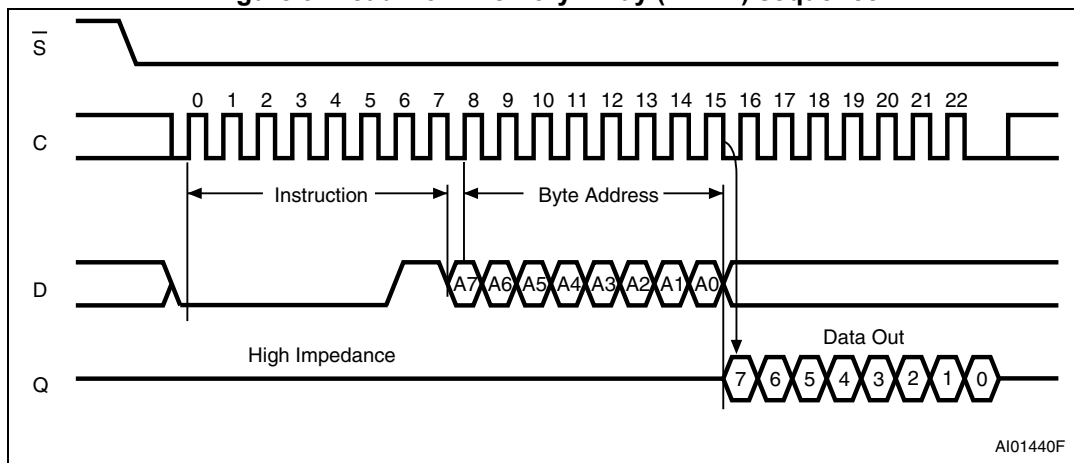 S
0 1 2 3 4 5 6 7 8 9 10 11 12 13 14 15 16 17 18 19 20 21 22
C
Instruction
Byte Address
D
A7 A6 A5 A4 A3 A2 A1 A0
High Impedance
Data Out
Q
7 6 5 4 3 2 1 0
AI01440F